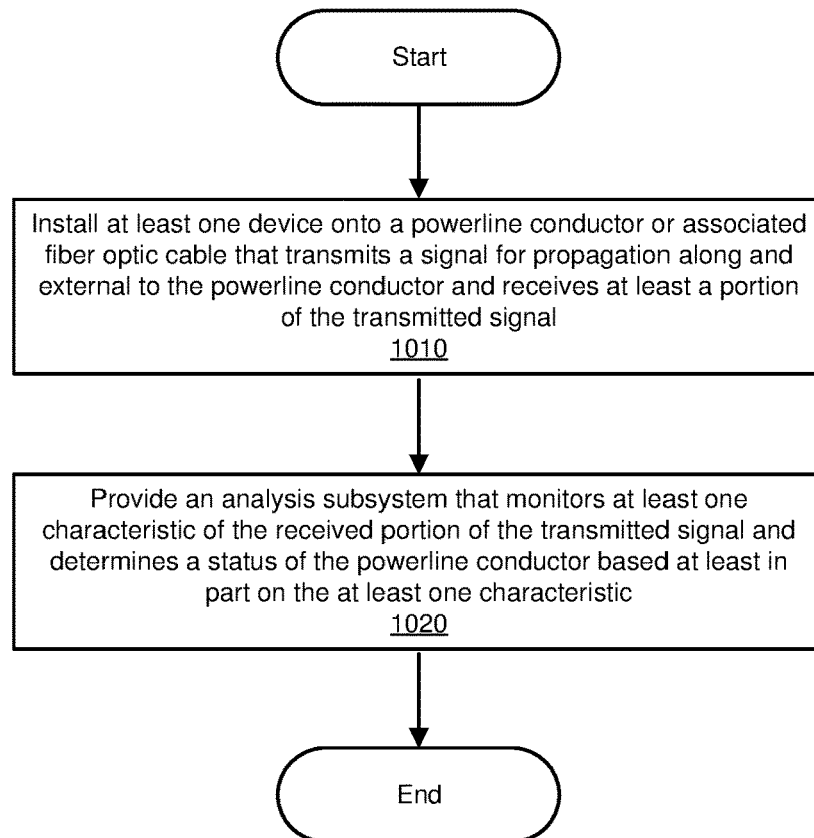 Start
Install at least one device onto a powerline conductor or associated
fiber optic cable that transmits a signal for propagation along and
external to the powerline conductor and receives at least a portion
of the transmitted signal
1010
Provide an analysis subsystem that monitors at least one
characteristic of the received portion of the transmitted signal and
determines a status of the powerline conductor based at least in
part on the at least one characteristic
1020
End